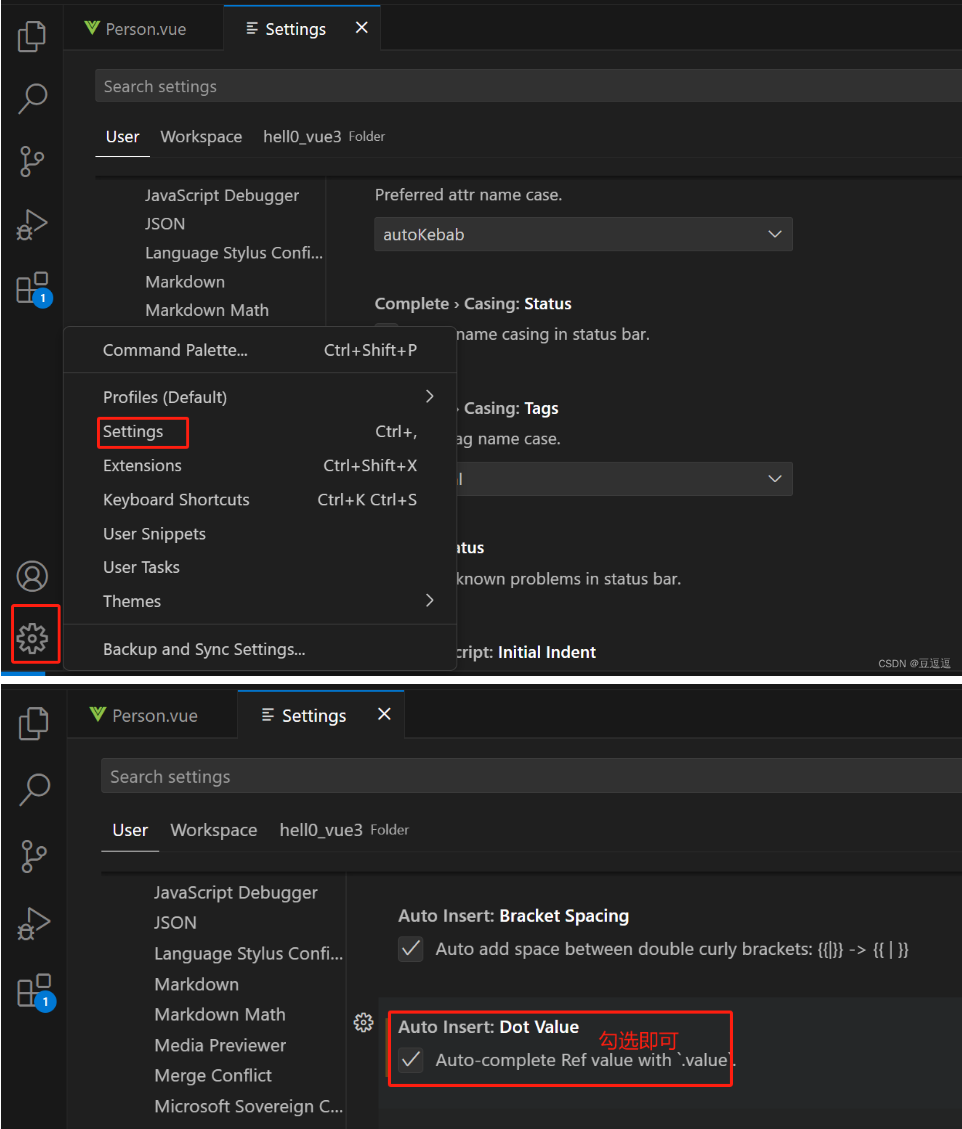 Person.vue
Settings
Search settings
User Workspace hell0_vue3 Folder
JavaScript Debugger
JSON
Language Stylus Confi...
Markdown
Markdown Math
Preferred attr name case.
autoKebab
Complete › Casing: Status
name casing in status bar.
› Casing: Tags
ag name case.
l
atus
known problems in status bar.
cript: Initial Indent
Command Palette... Ctrl+Shift+P
Profiles (Default)
Settings Ctrl+,
Extensions Ctrl+Shift+X
Keyboard Shortcuts Ctrl+K Ctrl+S
User Snippets
User Tasks
Themes
Backup and Sync Settings...
1
CSDN @豆逗逗
Person.vue
Settings
Search settings
User Workspace hell0_vue3 Folder
JavaScript Debugger
JSON
Language Stylus Confi...
Markdown
Markdown Math
Media Previewer
Merge Conflict
Microsoft Sovereign C...
1
Auto Insert: Bracket Spacing
Auto add space between double curly brackets: {{|}} -> {{ | }}
Auto Insert: Dot Value
勾选即可
Auto-complete Ref value with `.value`.